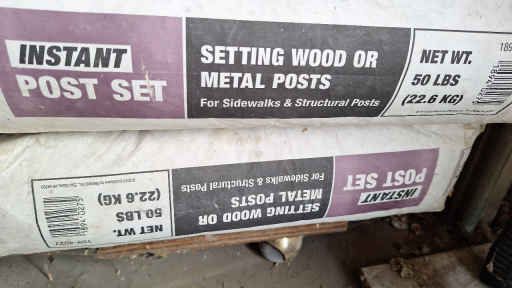 INSTANT
POST SET
SETTING WOOD OR
METAL POSTS
For Sidewalks & Structural Posts
NET WT.
50 LBS
(22.6 KG)
INSTANT
POST SET
SETTING WOOD OR
METAL POSTS
For Sidewalks & Structural Posts
NET WT.
50 LBS
(22.6 KG)